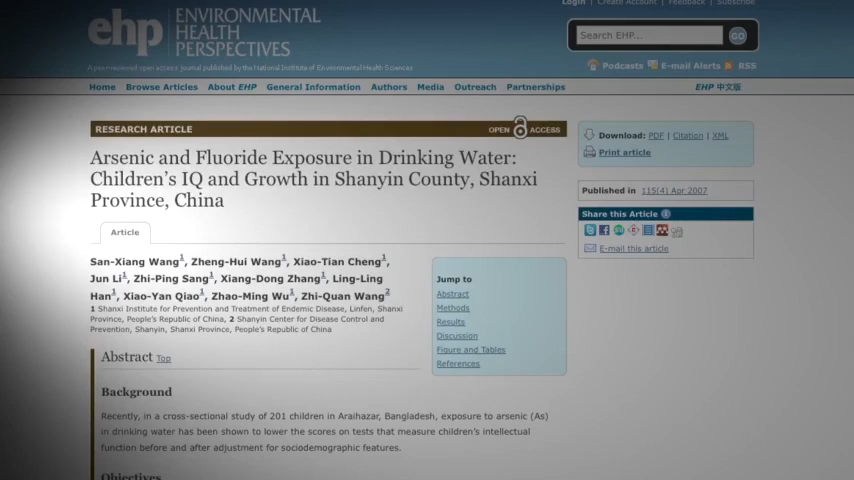 Login | Create Account | Feedback | Subscribe
ehp ENVIRONMENTAL
HEALTH
PERSPECTIVES
Search EHP... GO
A peer-reviewed open access journal published by the National Institute of Environmental Health Sciences
Podcasts E-mail Alerts RSS
Home Browse Articles About EHP General Information Authors Media Outreach Partnerships EHP 中文版
RESEARCH ARTICLE OPEN ACCESS
Arsenic and Fluoride Exposure in Drinking Water:
Children's IQ and Growth in Shanyin County, Shanxi
Province, China
Article
San-Xiang Wang1, Zheng-Hui Wang1, Xiao-Tian Cheng1,
Jun Li1, Zhi-Ping Sang1, Xiang-Dong Zhang1, Ling-Ling
Han1, Xiao-Yan Qiao1, Zhao-Ming Wu1, Zhi-Quan Wang2
1 Shanxi Institute for Prevention and Treatment of Endemic Disease, Linfen, Shanxi
Province, People's Republic of China, 2 Shanyin Center for Disease Control and
Prevention, Shanyin, Shanxi Province, People's Republic of China
Abstract Top
Background
Recently, in a cross-sectional study of 201 children in Araihazar, Bangladesh, exposure to arsenic (As)
in drinking water has been shown to lower the scores on tests that measure children's intellectual
function before and after adjustment for sociodemographic features.
Objectives
Jump to
Abstract
Methods
Results
Discussion
Figure and Tables
References
Download: PDF | Citation | XML
Print article
Published in 115(4) Apr 2007
Share this Article
E-mail this article